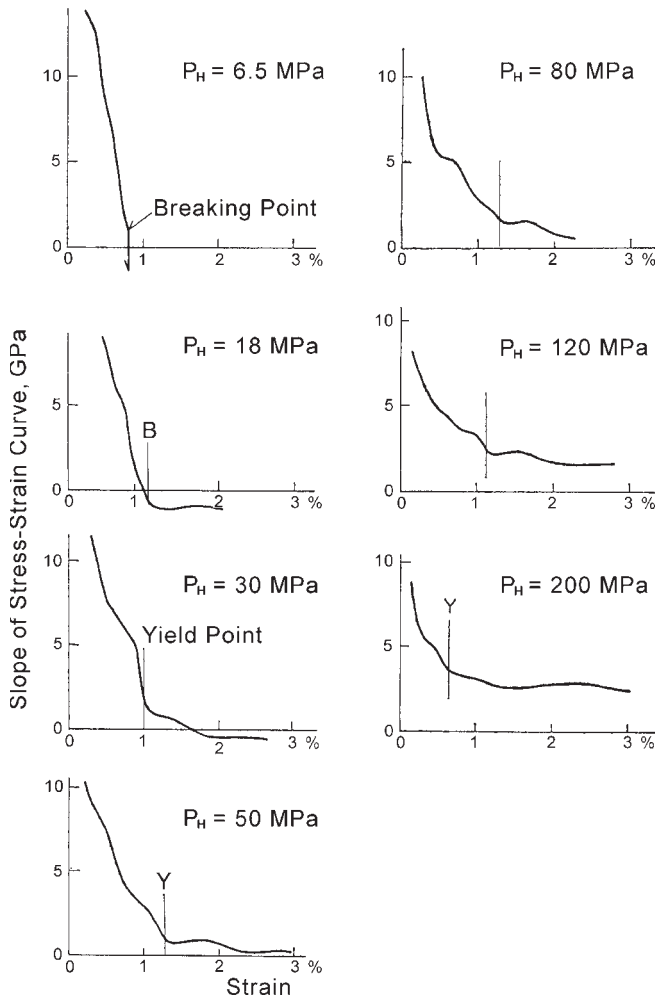 Slope of Stress-Strain Curve, GPa
P_H = 6.5 MPa
10
5
0
Breaking Point
0 1 2 3 %
P_H = 18 MPa
5
0
B
0 1 2 3 %
P_H = 30 MPa
10
5
0
Yield Point
0 1 2 3 %
P_H = 50 MPa
10
5
0
Y
0 1 2 3 %
Strain
P_H = 80 MPa
10
5
0
0 1 2 3 %
P_H = 120 MPa
10
5
0
0 1 2 3 %
P_H = 200 MPa
10
5
0
Y
0 1 2 3 %